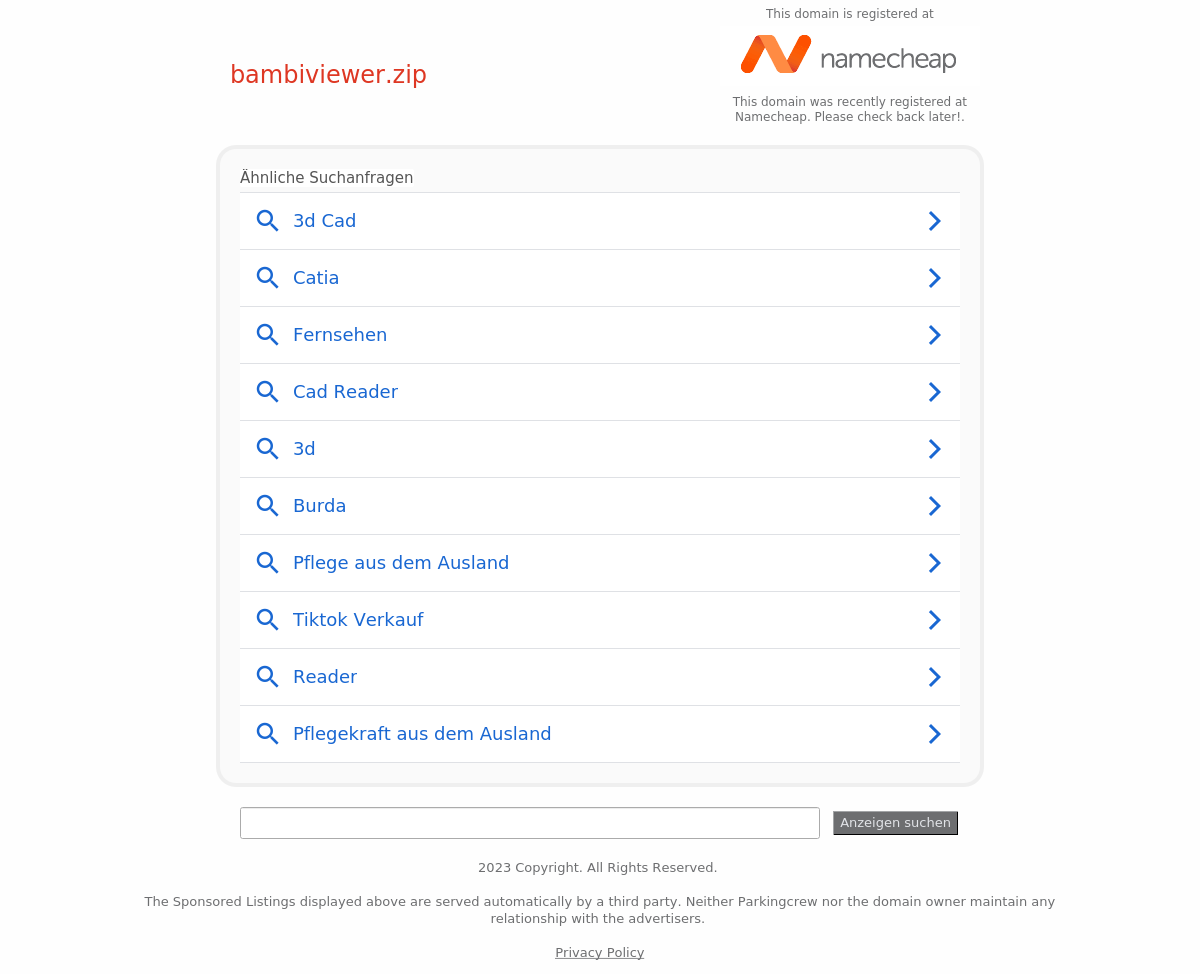 This domain is registered at
namecheap
bambiviewer.zip
This domain was recently registered at
Namecheap. Please check back later!.
Ähnliche Suchanfragen
3d Cad
Catia
Fernsehen
Cad Reader
3d
Burda
Pflege aus dem Ausland
Tiktok Verkauf
Reader
Pflegekraft aus dem Ausland
Anzeigen suchen
2023 Copyright. All Rights Reserved.
The Sponsored Listings displayed above are served automatically by a third party. Neither Parkingcrew nor the domain owner maintain any
relationship with the advertisers.
Privacy Policy